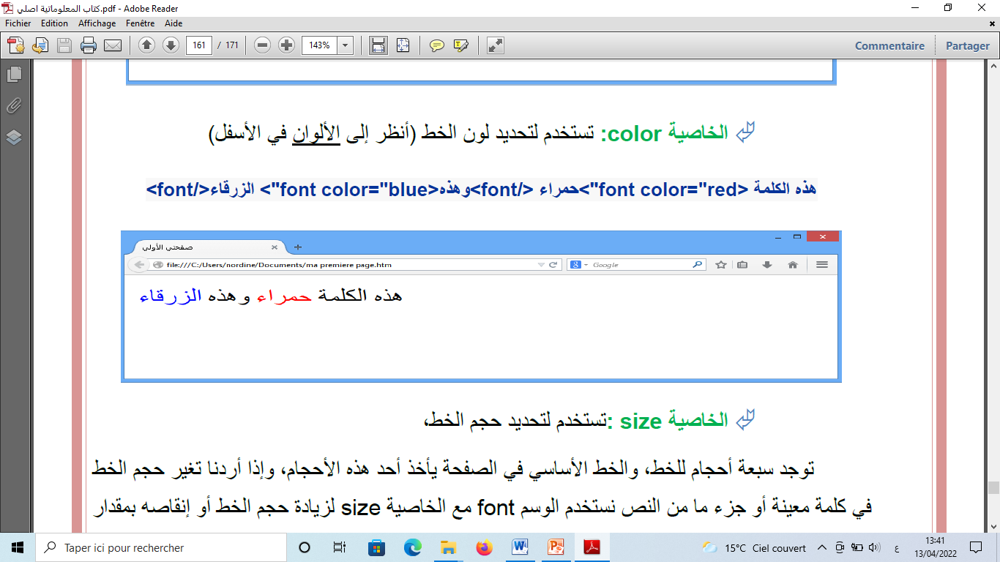 كتاب المعلوماتية اصلي.pdf - Adobe Reader
Fichier Edition Affichage Fenêtre Aide
161 / 171 143% Commentaire Partager
الخاصية color: تستخدم لتحديد لون الخط (أنظر إلى الألوان في الأسفل)
هذه الكلمة <font color="red">حمراء </font>وهذه<font color="blue"> الزرقاء</font>
صفحتي الأولي
file:///C:/Users/nordine/Documents/ma premiere page.htm Google
هذه الكلمة حمراء وهذه الزرقاء
الخاصية size :تستخدم لتحديد حجم الخط،
توجد سبعة أحجام للخط، والخط الأساسي في الصفحة يأخذ أحد هذه الأحجام، وإذا أردنا تغير حجم الخط
في كلمة معينة أو جزء ما من النص نستخدم الوسم font مع الخاصية size لزيادة حجم الخط أو إنقاصه بمقدار
Taper ici pour rechercher 15°C Ciel couvert ع 13:41
13/04/2022